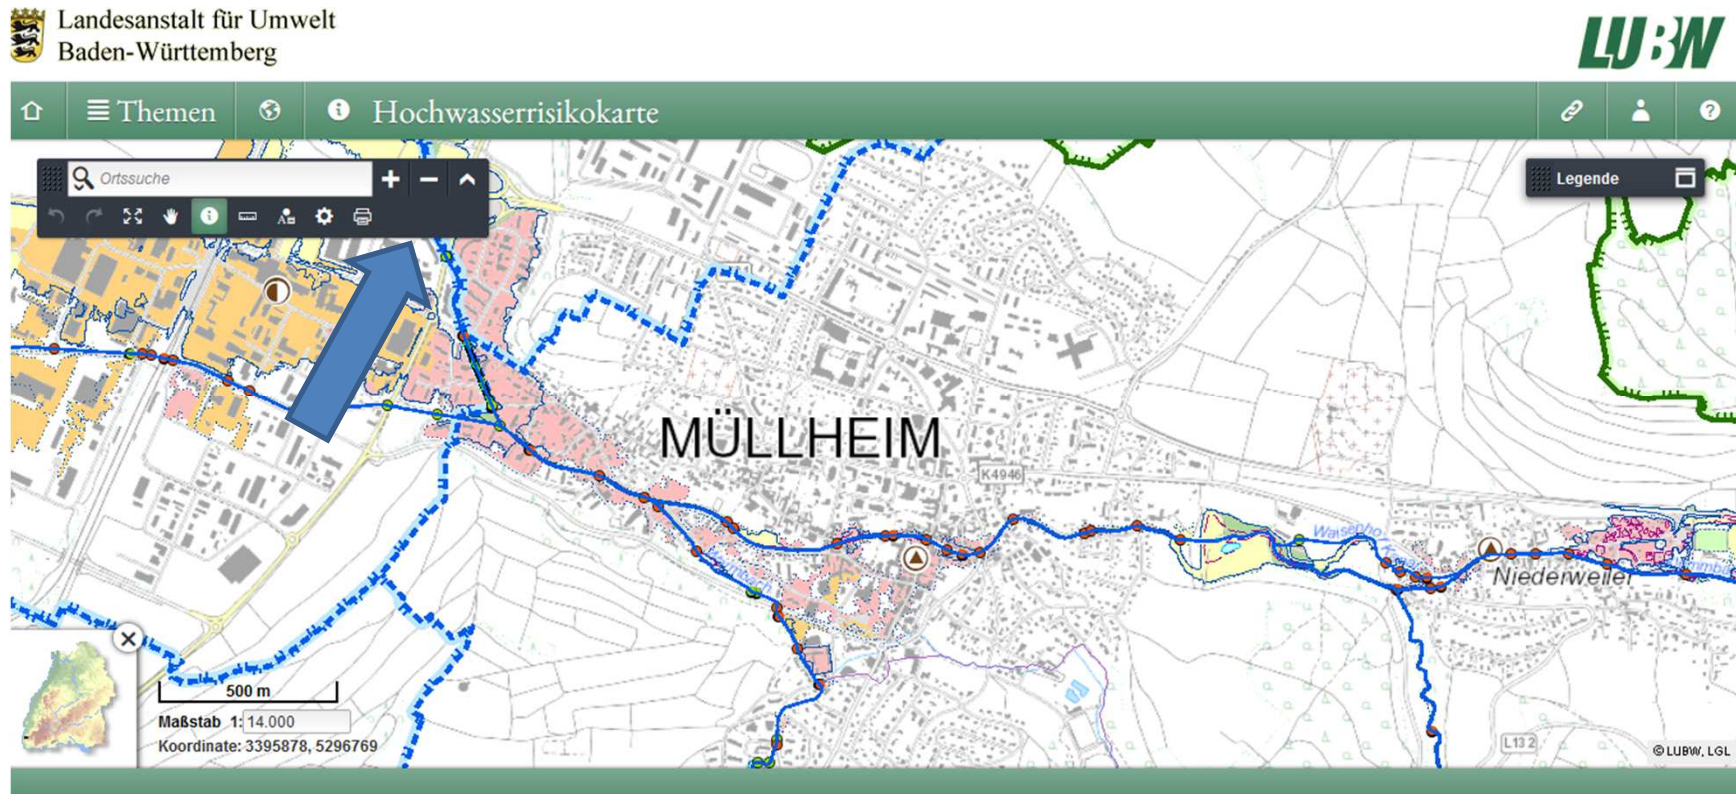 Landesanstalt für Umwelt
Baden-Württemberg
LUBW
Themen
Hochwasserrisikokarte
Ortssuche
Legende
MÜLLHEIM
K4946
Niederweiler
500 m
Maßstab 1: 14.000
Koordinate: 3395878, 5296769
L132
© LUBW, LGL